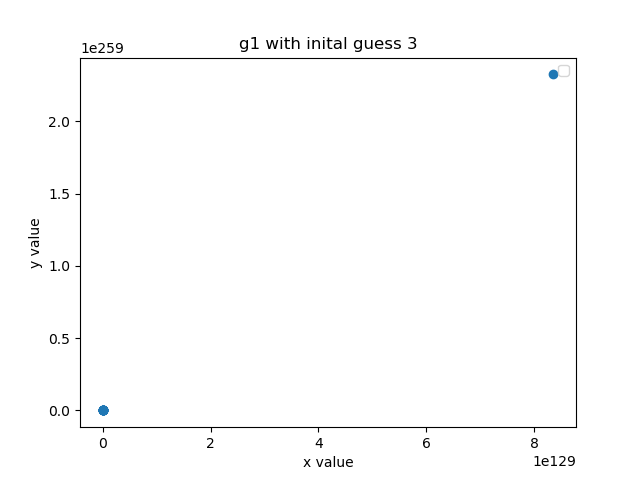 g1 with inital guess 3
1e259
2.0
1.5
1.0
0.5
0.0
y value
0 2 4 6 8
x value
1e129